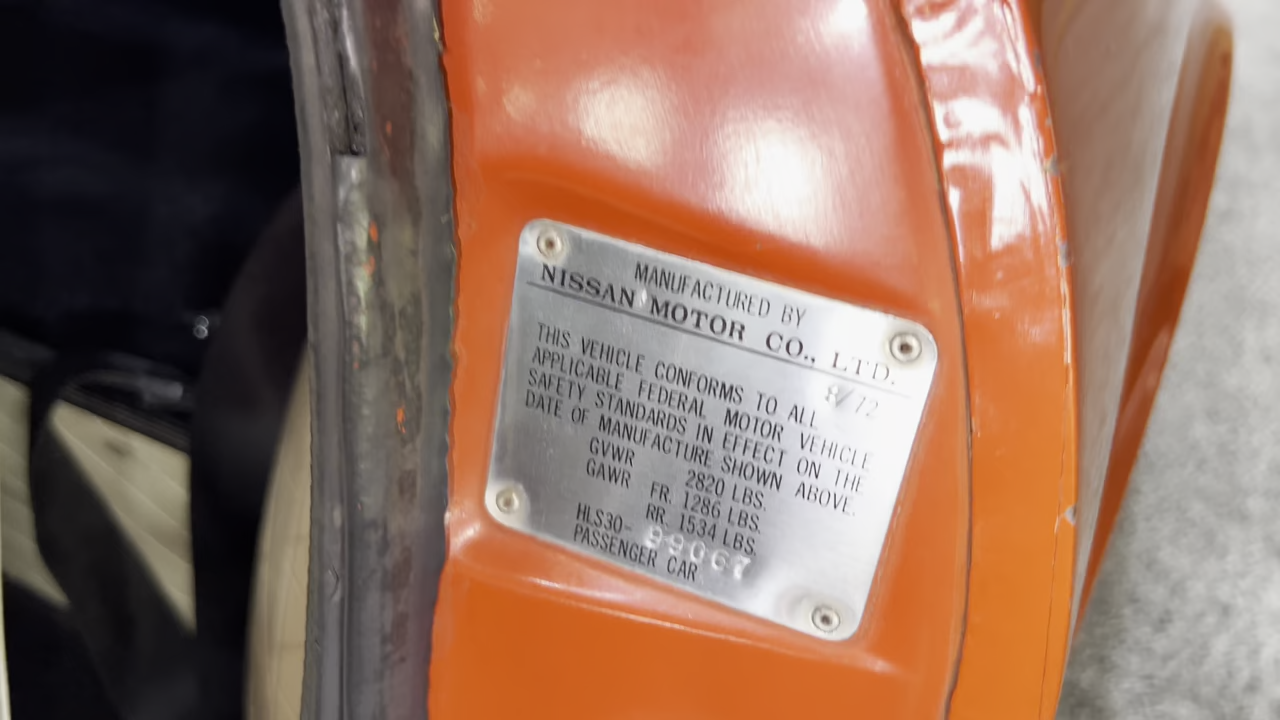 MANUFACTURED BY
NISSAN MOTOR CO., LTD.
8/72
THIS VEHICLE CONFORMS TO ALL
APPLICABLE FEDERAL MOTOR VEHICLE
SAFETY STANDARDS IN EFFECT ON THE
DATE OF MANUFACTURE SHOWN ABOVE.
GVWR 2820 LBS.
GAWR FR. 1286 LBS.
RR. 1534 LBS.
HLS30- 99067
PASSENGER CAR